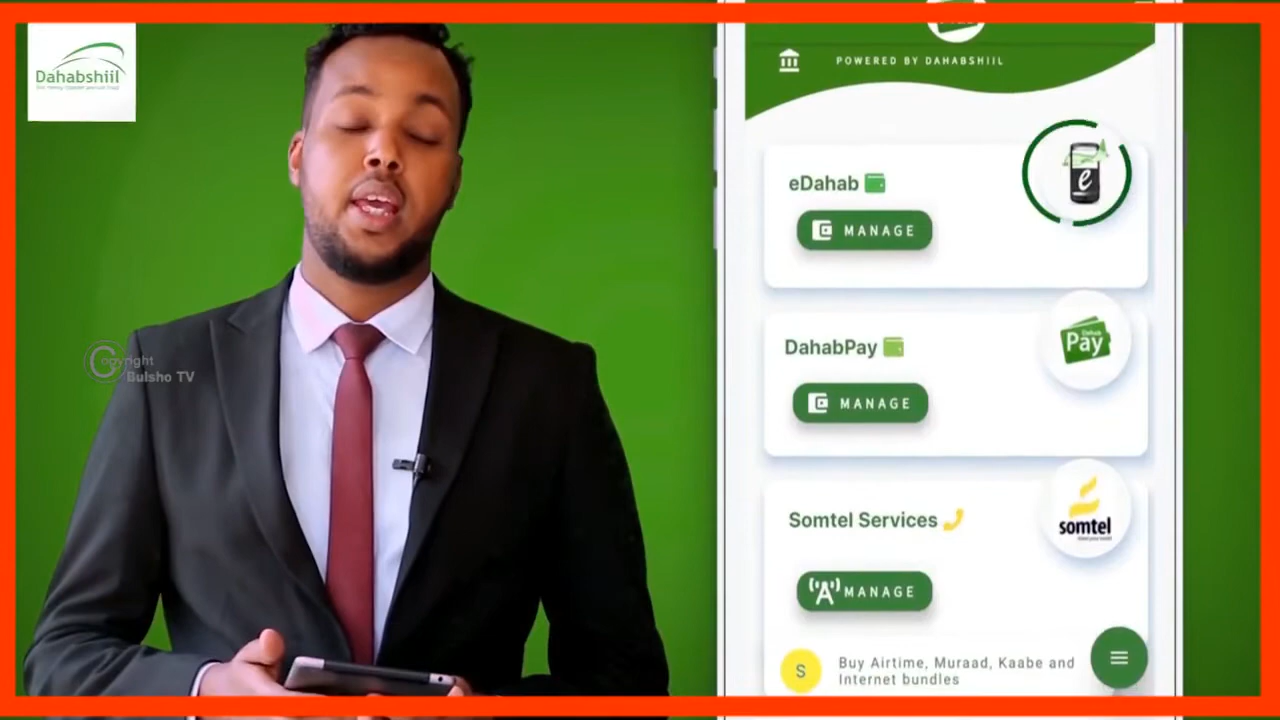 Dahabshiil
Copyright
Bulsho TV
POWERED BY DAHABSHIIL
eDahab
e
MANAGE
DahabPay
Dahab
Pay
MANAGE
Somtel Services
somtel
MANAGE
S
Buy Airtime, Muraad, Kaabe and
Internet bundles